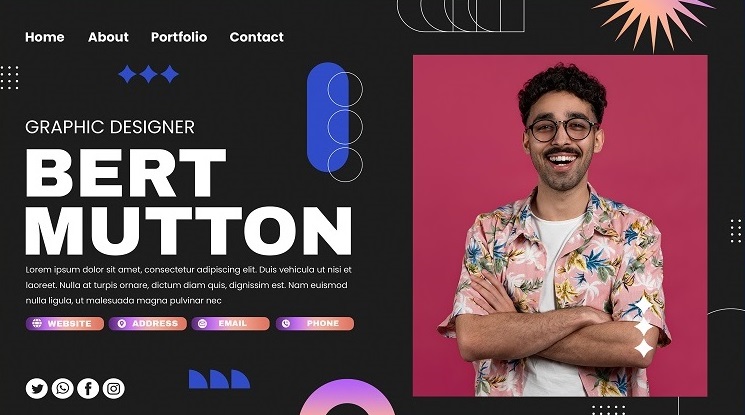 Home About Portfolio Contact
GRAPHIC DESIGNER
BERT
MUTTON
Lorem ipsum dolor sit amet, consectetur adipiscing elit. Duis vehicula ut nisi et
laoreet. Nulla at turpis ornare, dictum diam quis, dignissim est. Nam euismod
nulla ligula, ut malesuada magna pulvinar nec
WEBSITE ADDRESS EMAIL PHONE